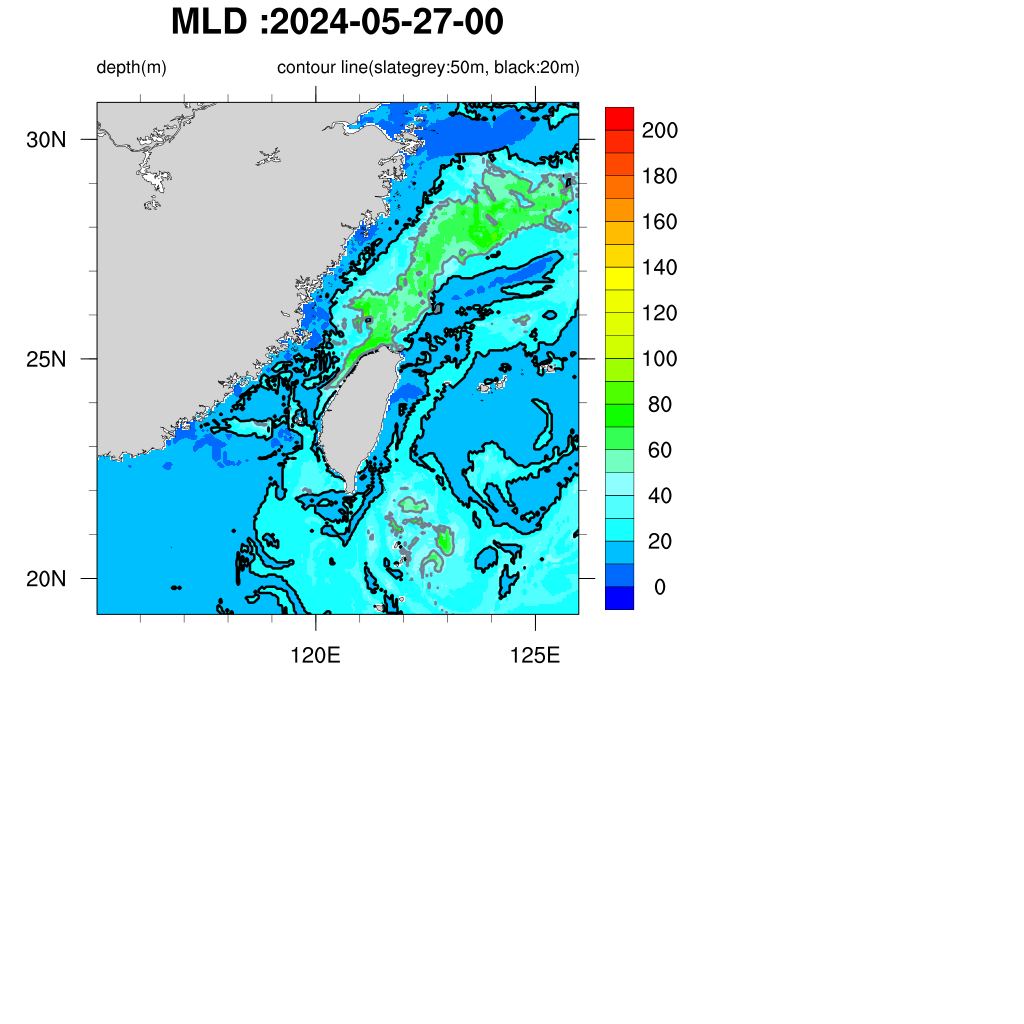 MLD :2024-05-27-00
depth(m)
contour line(slategrey:50m, black:20m)
30N
25N
20N
120E
125E
200
180
160
140
120
100
80
60
40
20
0